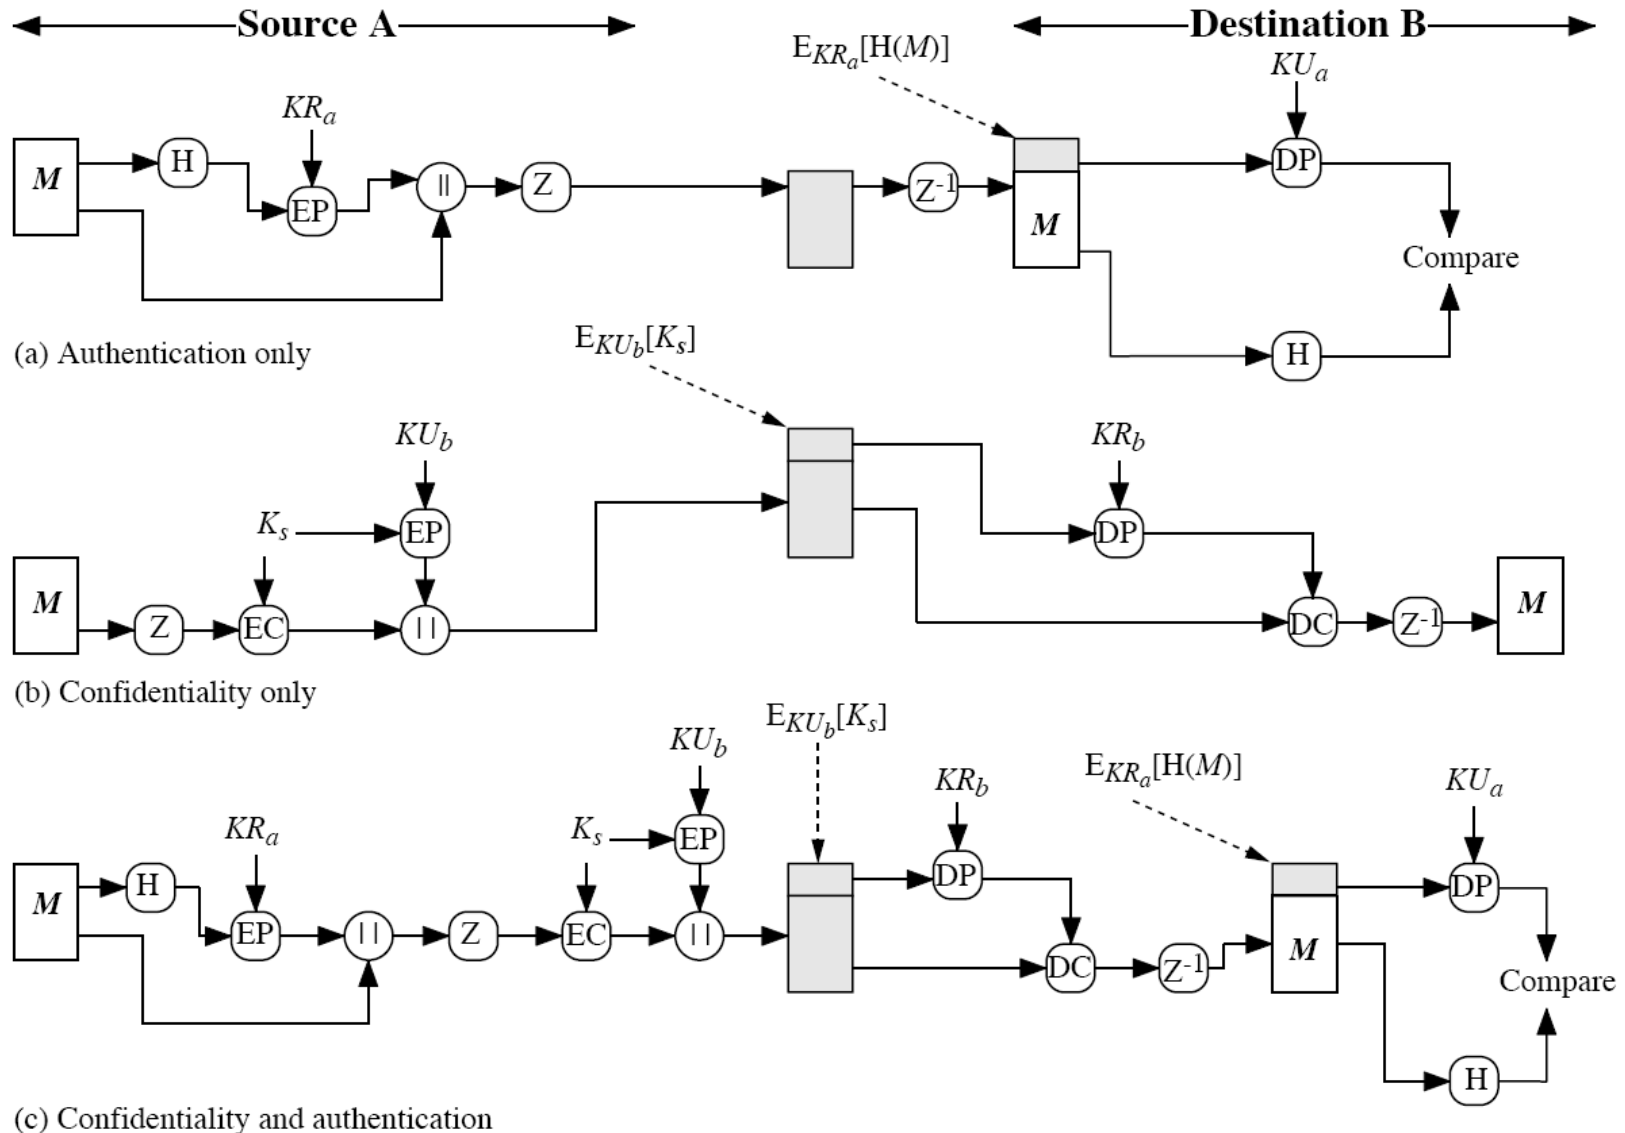 Source A
Destination B
E_{KR_a}[H(M)]
KU_a
KR_a
M
H
EP
||
Z
Z^{-1}
M
DP
Compare
H
(a) Authentication only
E_{KU_b}[K_s]
KU_b
KR_b
K_s
EP
DP
M
Z
EC
||
DC
Z^{-1}
M
(b) Confidentiality only
E_{KU_b}[K_s]
KU_b
E_{KR_a}[H(M)]
KR_b
KU_a
KR_a
K_s
EP
M
H
DP
DP
EP
||
Z
EC
||
DC
Z^{-1}
M
Compare
H
(c) Confidentiality and authentication